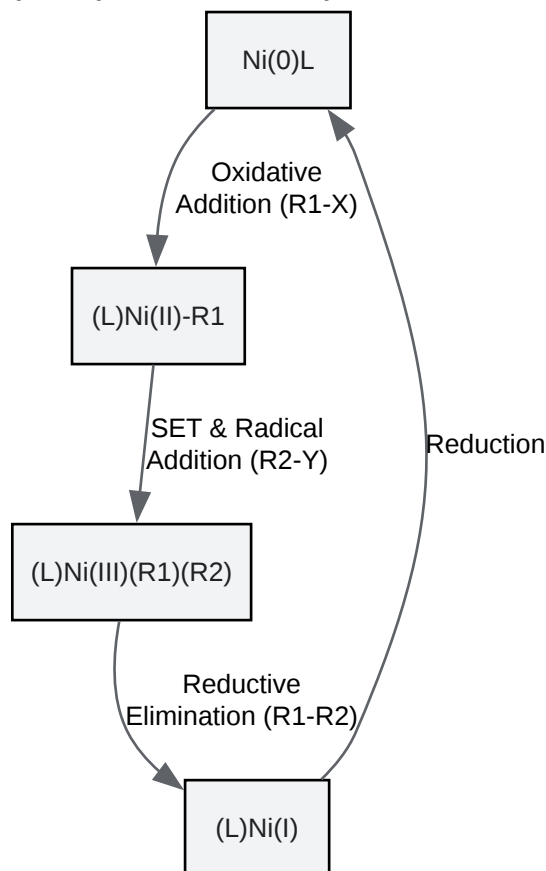 Ni(0)L
Oxidative
Addition (R1-X)
(L)Ni(II)-R1
SET & Radical
Addition (R2-Y)
Reduction
(L)Ni(III)(R1)(R2)
Reductive
Elimination (R1-R2)
(L)Ni(I)